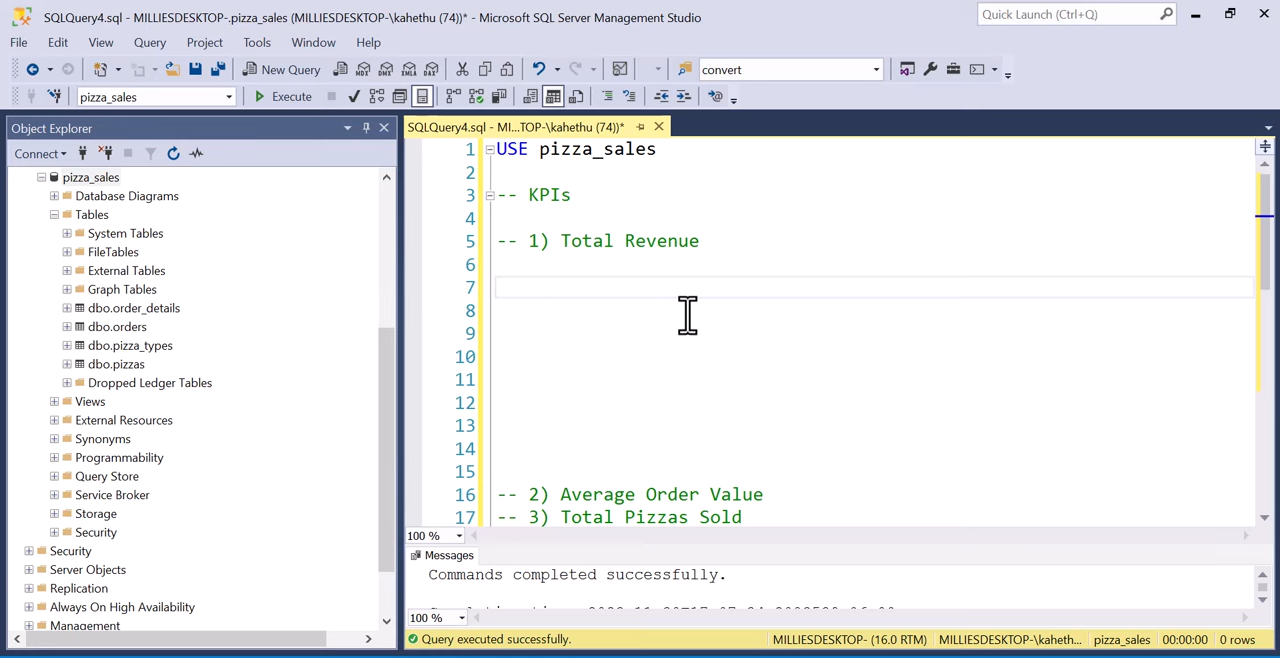 SQLQuery4.sql - MILLIESDESKTOP-.pizza_sales (MILLIESDESKTOP-\kahethu (74))* - Microsoft SQL Server Management Studio
Quick Launch (Ctrl+Q)
File Edit View Query Project Tools Window Help
New Query
MDX
DMX
XMLA
DAX
convert
pizza_sales
Execute
Object Explorer
Connect
pizza_sales
Database Diagrams
Tables
System Tables
FileTables
External Tables
Graph Tables
dbo.order_details
dbo.orders
dbo.pizza_types
dbo.pizzas
Dropped Ledger Tables
Views
External Resources
Synonyms
Programmability
Query Store
Service Broker
Storage
Security
Security
Server Objects
Replication
Always On High Availability
Management
SQLQuery4.sql - MI...TOP-\kahethu (74))*
1 USE pizza_sales
2
3 -- KPIs
4
5 -- 1) Total Revenue
6
7
8
9
10
11
12
13
14
15
16 -- 2) Average Order Value
17 -- 3) Total Pizzas Sold
100 %
Messages
Commands completed successfully.
100 %
Query executed successfully.
MILLIESDESKTOP- (16.0 RTM) MILLIESDESKTOP-\kaheth... pizza_sales 00:00:00 0 rows